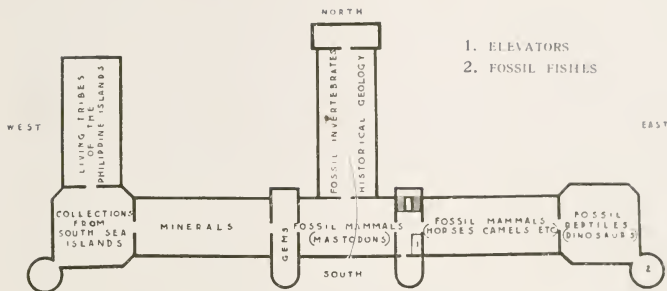 NORTH
1. ELEVATORS
2. FOSSIL FISHES
WEST
EAST
LIVING TRIBES
OF THE
PHILIPPINE ISLANDS
FOSSIL INVERTEBRATES
HISTORICAL GEOLOGY
COLLECTIONS
FROM
SOUTH SEA
ISLANDS
MINERALS
GEMS
FOSSIL MAMMALS
(MASTODONS)
1
1
FOSSIL MAMMALS
(HORSES CAMELS ETC)
FOSSIL
REPTILES
(DINOSAURS)
2
SOUTH